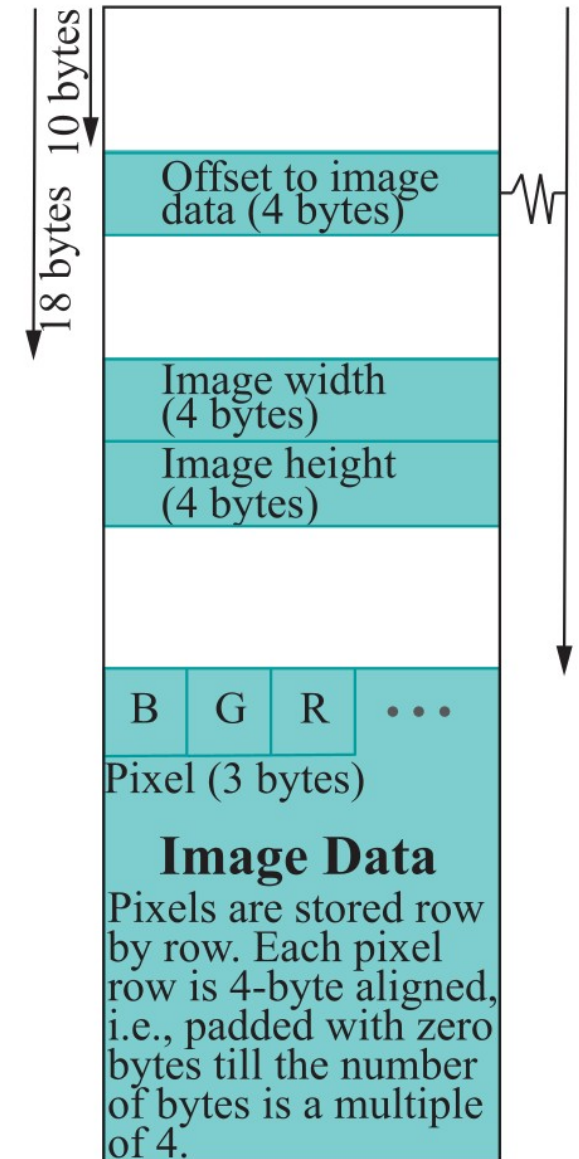 10 bytes
18 bytes
Offset to image
data (4 bytes)
Image width
(4 bytes)
Image height
(4 bytes)
B G R ...
Pixel (3 bytes)
Image Data
Pixels are stored row
by row. Each pixel
row is 4-byte aligned,
i.e., padded with zero
bytes till the number
of bytes is a multiple
of 4.